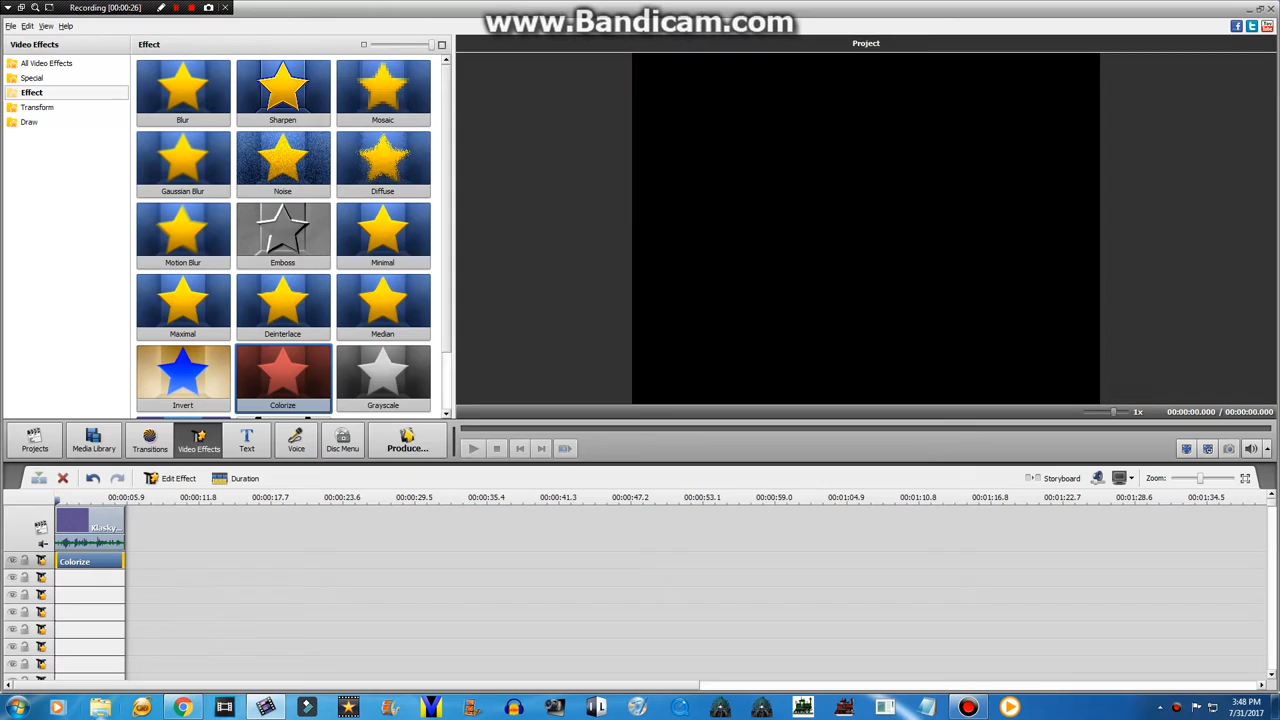 Recording [00:00:26]
www.Bandicam.com
File Edit View Help
Video Effects
Effect
Project
All Video Effects
Special
Effect
Transform
Draw
Blur
Sharpen
Mosaic
Gaussian Blur
Noise
Diffuse
Motion Blur
Emboss
Minimal
Maximal
Deinterlace
Median
Invert
Colorize
Grayscale
1x
00:00:00.000 / 00:00:00.000
Projects
Media Library
Transitions
Video Effects
Text
Voice
Disc Menu
Produce...
Edit Effect
Duration
Storyboard
Zoom:
00:00:05.9 00:00:11.8 00:00:17.7 00:00:23.6 00:00:29.5 00:00:35.4 00:00:41.3 00:00:47.2 00:00:53.1 00:00:59.0 00:01:04.9 00:01:10.8 00:01:16.8 00:01:22.7 00:01:28.6 00:01:34.5
Klasky...
Colorize
3:48 PM
7/31/2017